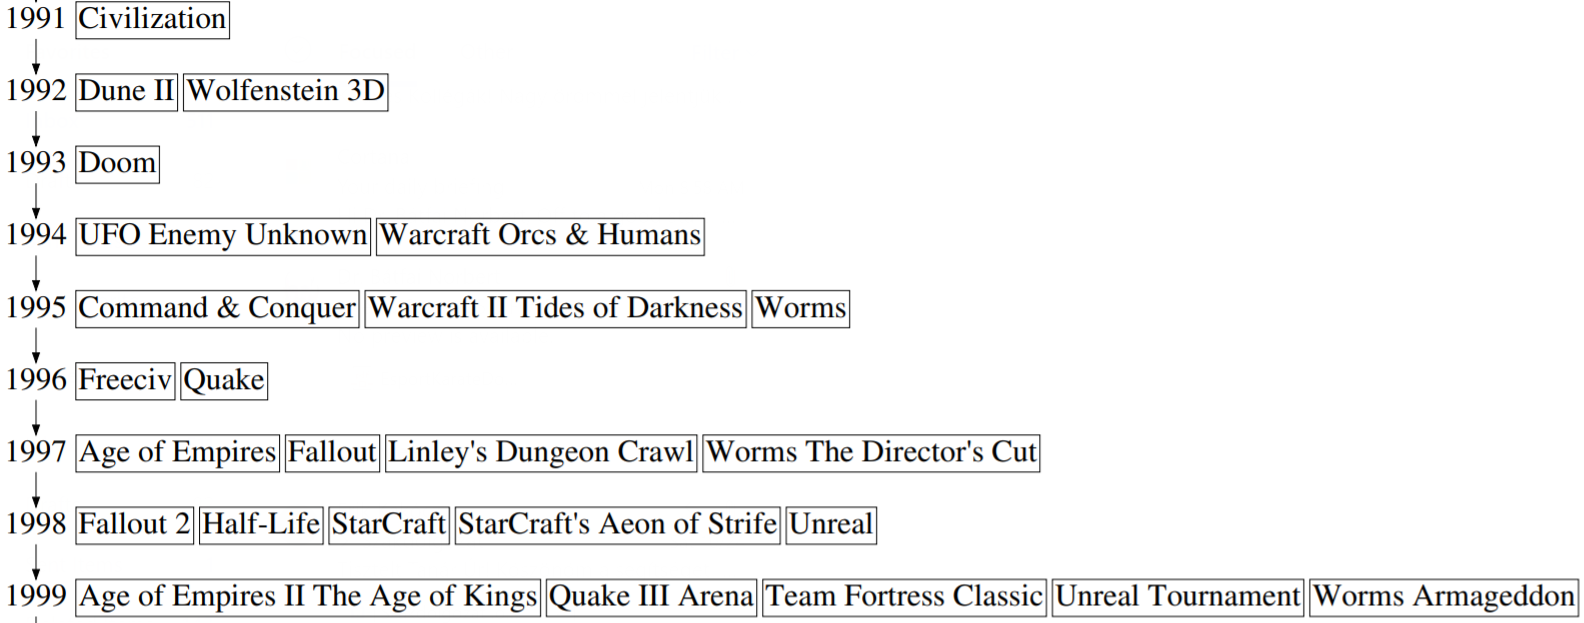 1991 Civilization
1992 Dune II Wolfenstein 3D
1993 Doom
1994 UFO Enemy Unknown Warcraft Orcs & Humans
1995 Command & Conquer Warcraft II Tides of Darkness Worms
1996 Freeciv Quake
1997 Age of Empires Fallout Linley's Dungeon Crawl Worms The Director's Cut
1998 Fallout 2 Half-Life StarCraft StarCraft's Aeon of Strife Unreal
1999 Age of Empires II The Age of Kings Quake III Arena Team Fortress Classic Unreal Tournament Worms Armageddon